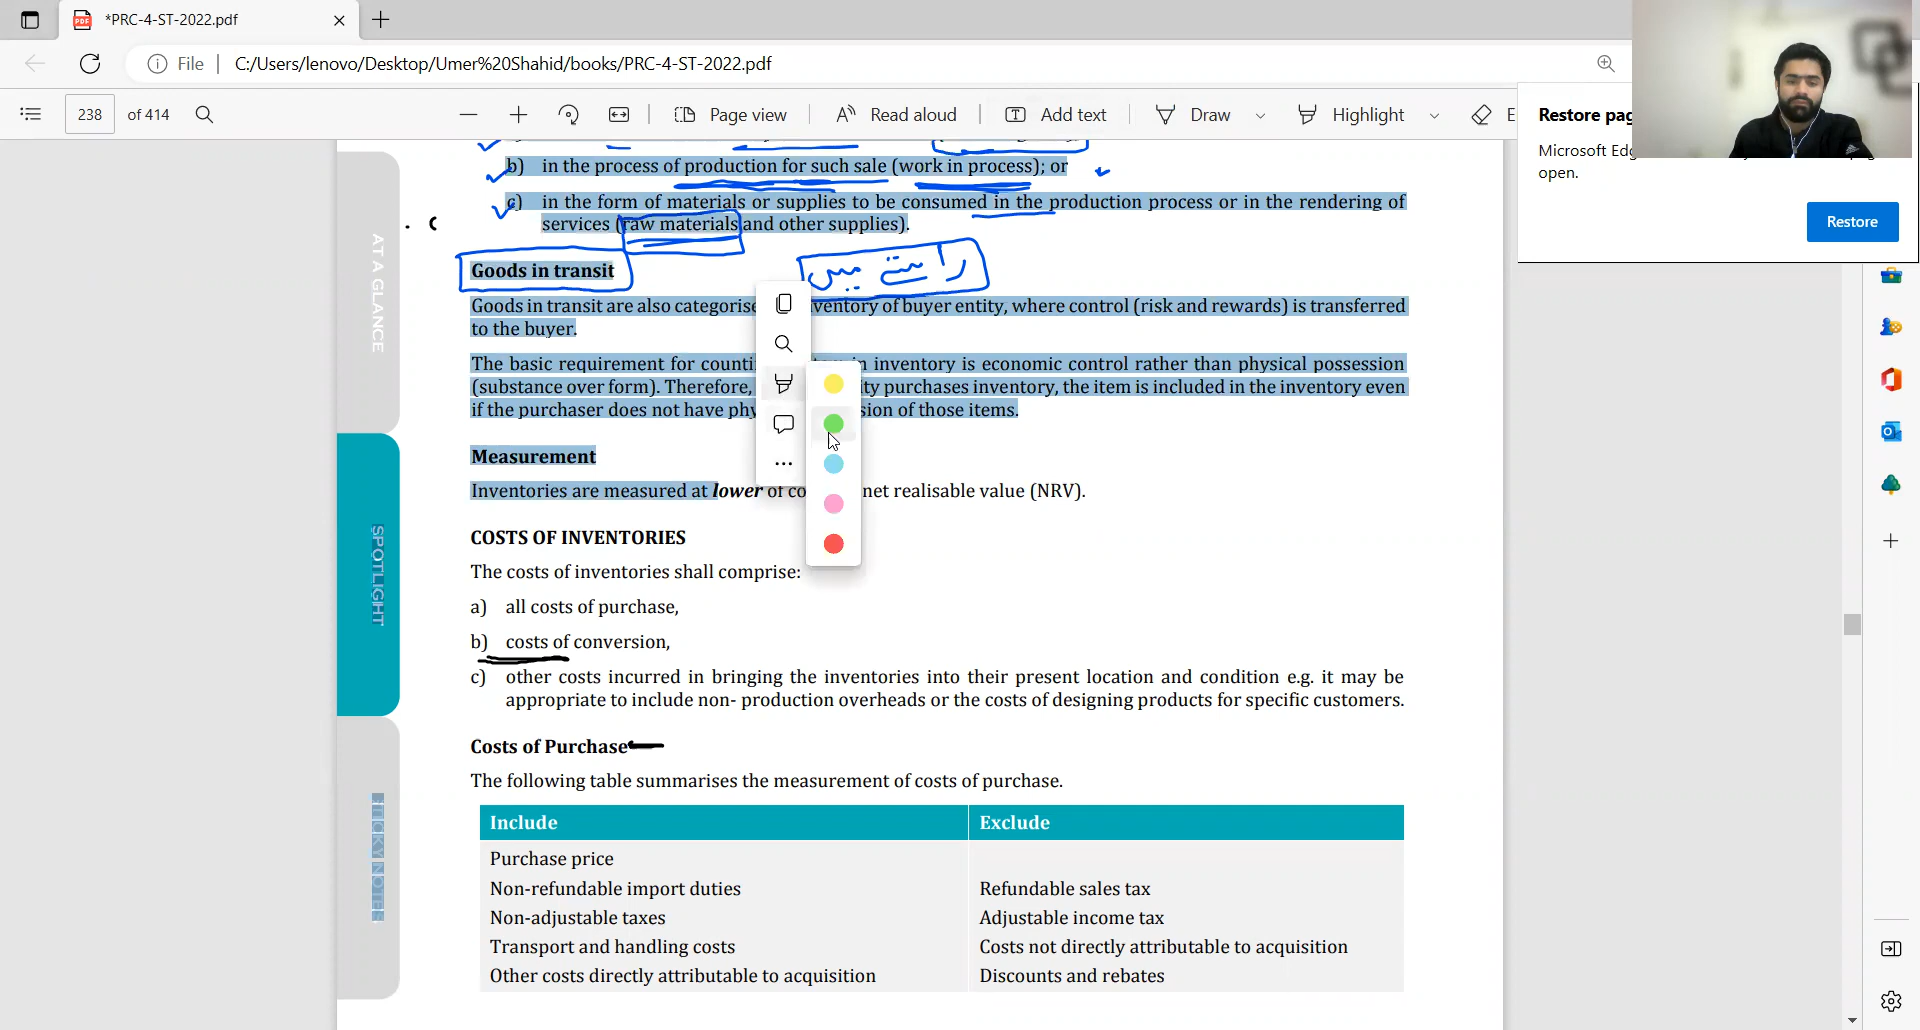 *PRC-4-ST-2022.pdf
File
C:/Users/lenovo/Desktop/Umer%20Shahid/books/PRC-4-ST-2022.pdf
238 of 414
Page view
Read aloud
Add text
Draw
Highlight
E
Restore pag
Microsoft Edg
open.
Restore
b) in the process of production for such sale (work in process); or
c) in the form of materials or supplies to be consumed in the production process or in the rendering of
services (raw materials and other supplies).
Goods in transit
راستے میں
Goods in transit are also categorise
ventory of buyer entity, where control (risk and rewards) is transferred
to the buyer.
The basic requirement for counti
in inventory is economic control rather than physical possession
(substance over form). Therefore,
ity purchases inventory, the item is included in the inventory even
if the purchaser does not have phy
sion of those items.
Measurement
Inventories are measured at lower of co
net realisable value (NRV).
COSTS OF INVENTORIES
The costs of inventories shall comprise:
a) all costs of purchase,
b) costs of conversion,
c) other costs incurred in bringing the inventories into their present location and condition e.g. it may be
appropriate to include non- production overheads or the costs of designing products for specific customers.
Costs of Purchase
The following table summarises the measurement of costs of purchase.
Include Exclude
Purchase price
Non-refundable import duties Refundable sales tax
Non-adjustable taxes Adjustable income tax
Transport and handling costs Costs not directly attributable to acquisition
Other costs directly attributable to acquisition Discounts and rebates
AT A GLANCE
SPOTLIGHT
STICKY NOTES